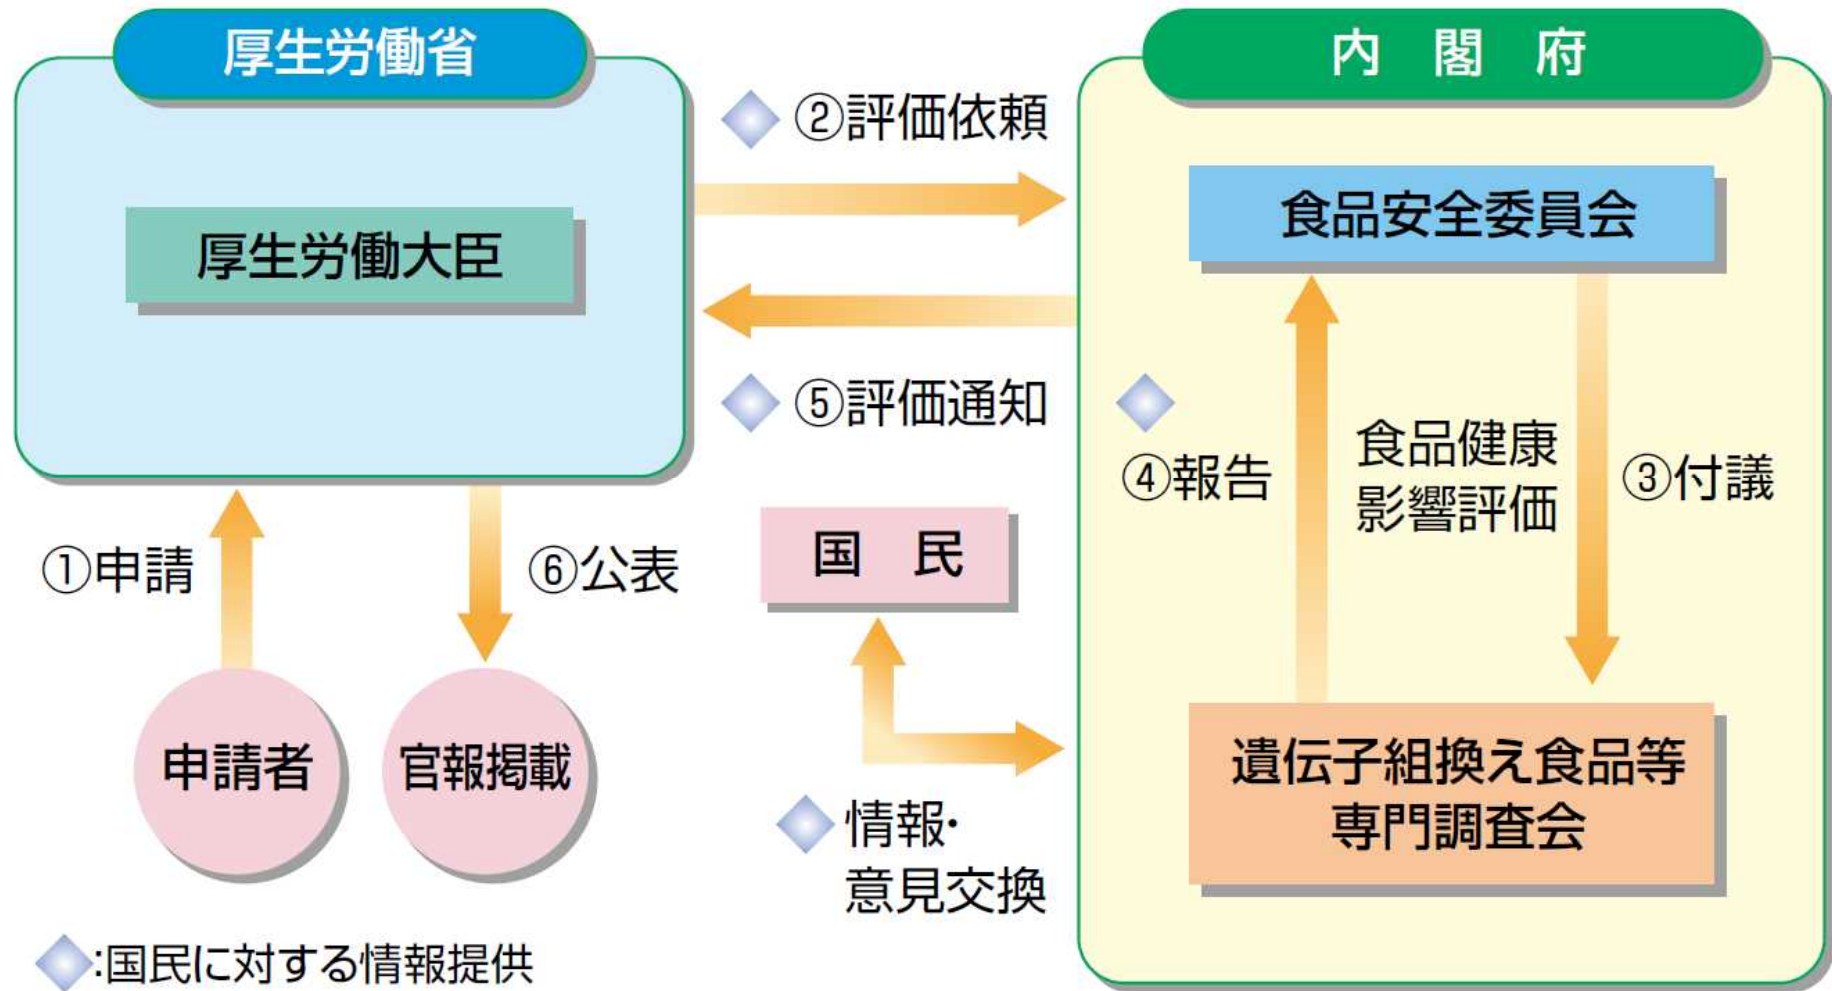 厚生労働省
内　閣　府
②評価依頼
食品安全委員会
厚生労働大臣
⑤評価通知
④報告
食品健康
影響評価
③付議
国　民
①申請
⑥公表
申請者
官報掲載
遺伝子組換え食品等
専門調査会
情報・
意見交換
:国民に対する情報提供